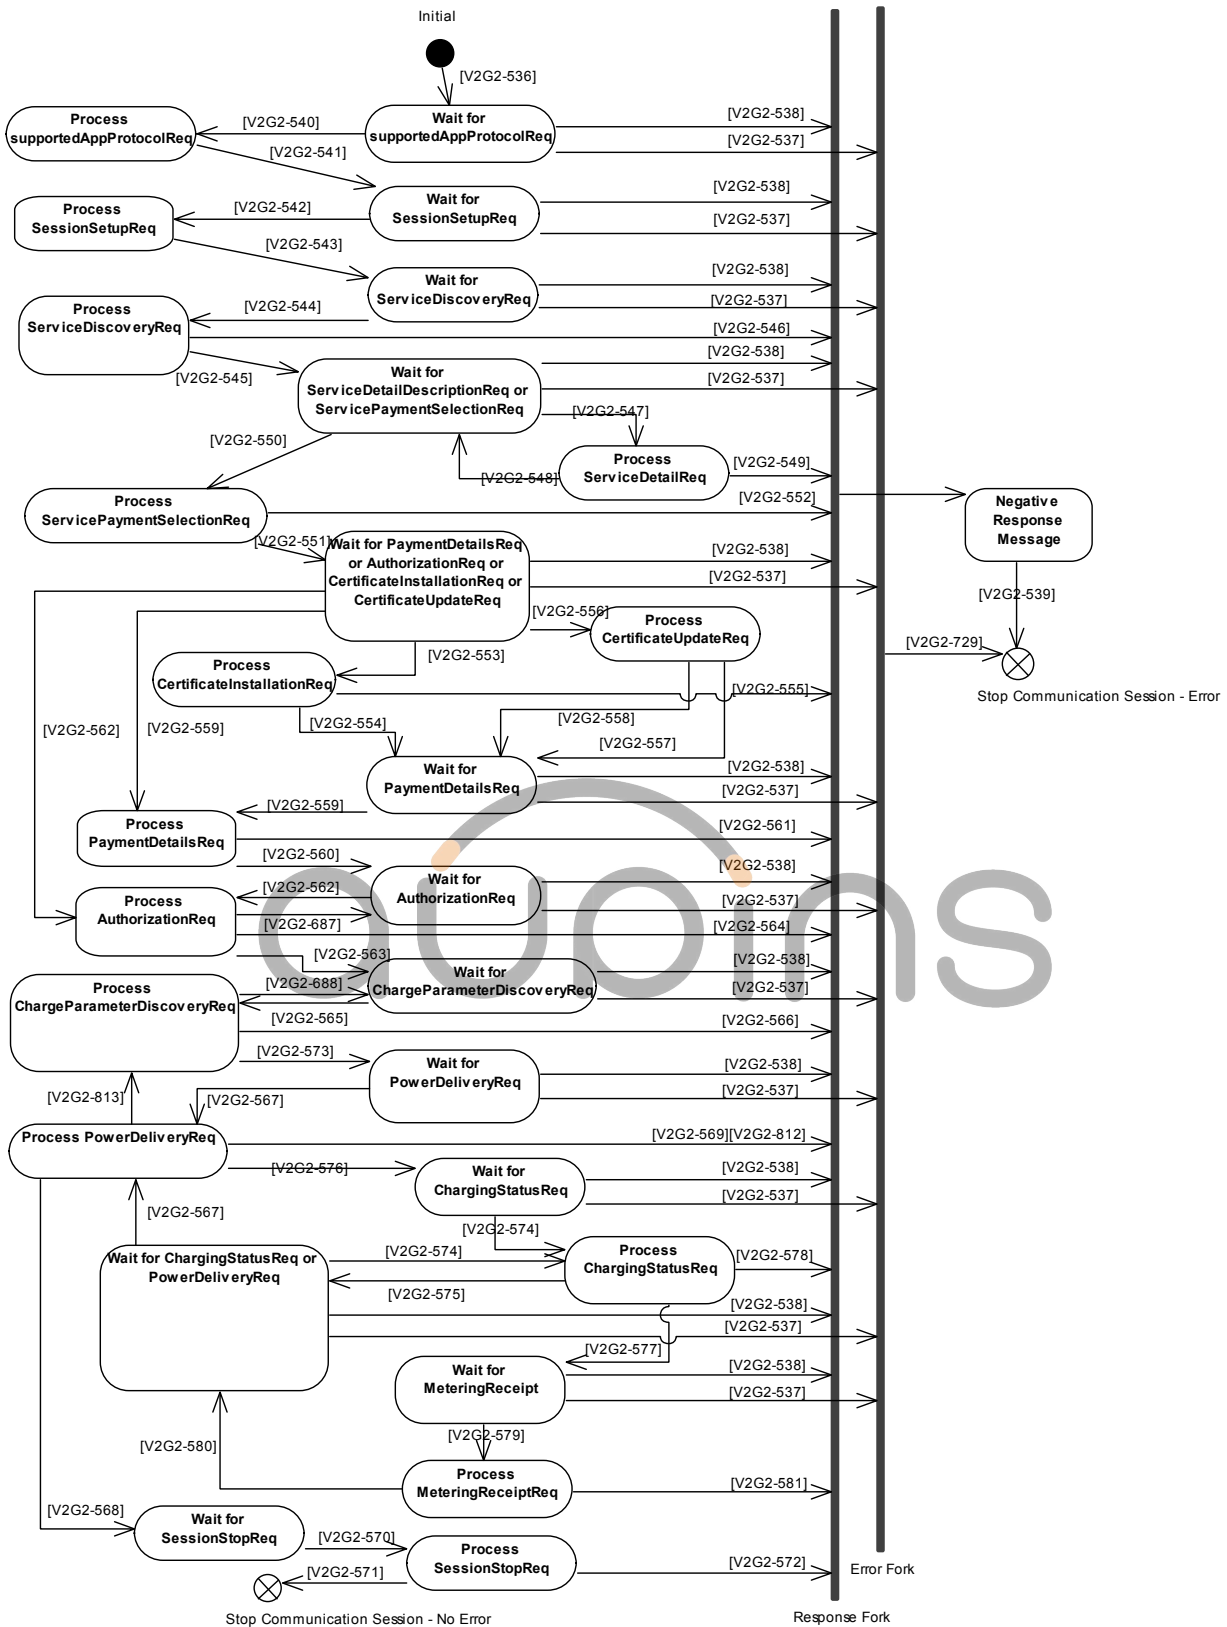 Initial
[V2G2-536]
Process
supportedAppProtocolReq
[V2G2-540]
Wait for
supportedAppProtocolReq
[V2G2-538]
[V2G2-537]
[V2G2-541]
Process
SessionSetupReq
[V2G2-542]
Wait for
SessionSetupReq
[V2G2-538]
[V2G2-537]
[V2G2-543]
Wait for
ServiceDiscoveryReq
[V2G2-538]
[V2G2-537]
Process
ServiceDiscoveryReq
[V2G2-544]
[V2G2-546]
[V2G2-545]
Wait for
ServiceDetailDescriptionReq or
ServicePaymentSelectionReq
[V2G2-538]
[V2G2-537]
[V2G2-547]
[V2G2-550]
[V2G2-548]
Process
ServiceDetailReq
[V2G2-549]
Process
ServicePaymentSelectionReq
[V2G2-552]
Negative
Response
Message
[V2G2-551]
Wait for PaymentDetailsReq
or AuthorizationReq or
CertificateInstallationReq or
CertificateUpdateReq
[V2G2-538]
[V2G2-537]
[V2G2-539]
[V2G2-556]
Process
CertificateUpdateReq
[V2G2-729]
[V2G2-553]
Process
CertificateInstallationReq
[V2G2-555]
Stop Communication Session - Error
[V2G2-562]
[V2G2-559]
[V2G2-554]
[V2G2-558]
[V2G2-557]
Wait for
PaymentDetailsReq
[V2G2-538]
[V2G2-537]
[V2G2-559]
Process
PaymentDetailsReq
[V2G2-561]
[V2G2-560]
Wait for
AuthorizationReq
[V2G2-538]
[V2G2-537]
Process
AuthorizationReq
[V2G2-562]
[V2G2-687]
[V2G2-564]
[V2G2-563]
Wait for
ChargeParameterDiscoveryReq
[V2G2-538]
[V2G2-537]
Process
ChargeParameterDiscoveryReq
[V2G2-688]
[V2G2-565]
[V2G2-566]
[V2G2-573]
Wait for
PowerDeliveryReq
[V2G2-538]
[V2G2-537]
[V2G2-813]
[V2G2-567]
Process PowerDeliveryReq
[V2G2-569][V2G2-812]
[V2G2-576]
Wait for
ChargingStatusReq
[V2G2-538]
[V2G2-537]
[V2G2-567]
[V2G2-574]
Wait for ChargingStatusReq or
PowerDeliveryReq
[V2G2-574]
Process
ChargingStatusReq
[V2G2-578]
[V2G2-575]
[V2G2-538]
[V2G2-537]
[V2G2-577]
Wait for
MeteringReceipt
[V2G2-538]
[V2G2-537]
[V2G2-579]
[V2G2-580]
Process
MeteringReceiptReq
[V2G2-581]
[V2G2-568]
Wait for
SessionStopReq
[V2G2-570]
Process
SessionStopReq
[V2G2-572]
[V2G2-571]
Error Fork
Stop Communication Session - No Error
Response Fork
auoins